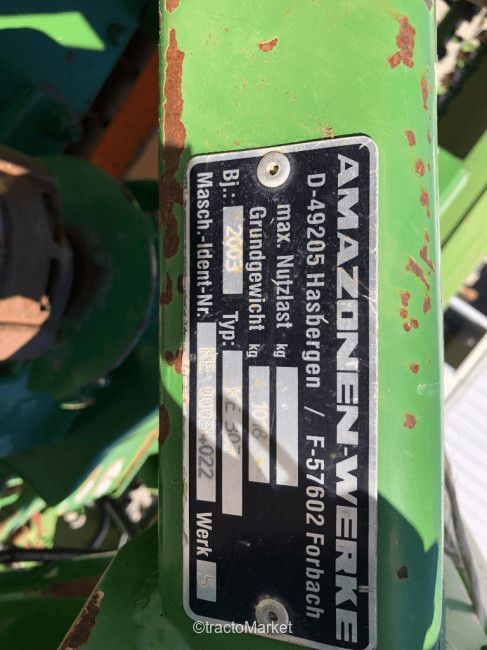 AMAZONEN-WERKE
D-49205 Hasbergen / F-57602 Forbach
max. Nutzlast kg
Grundgewicht kg
Bj.: 2003 Typ:
Masch.-Ident-Nr. Werk 5
©tractoMarket